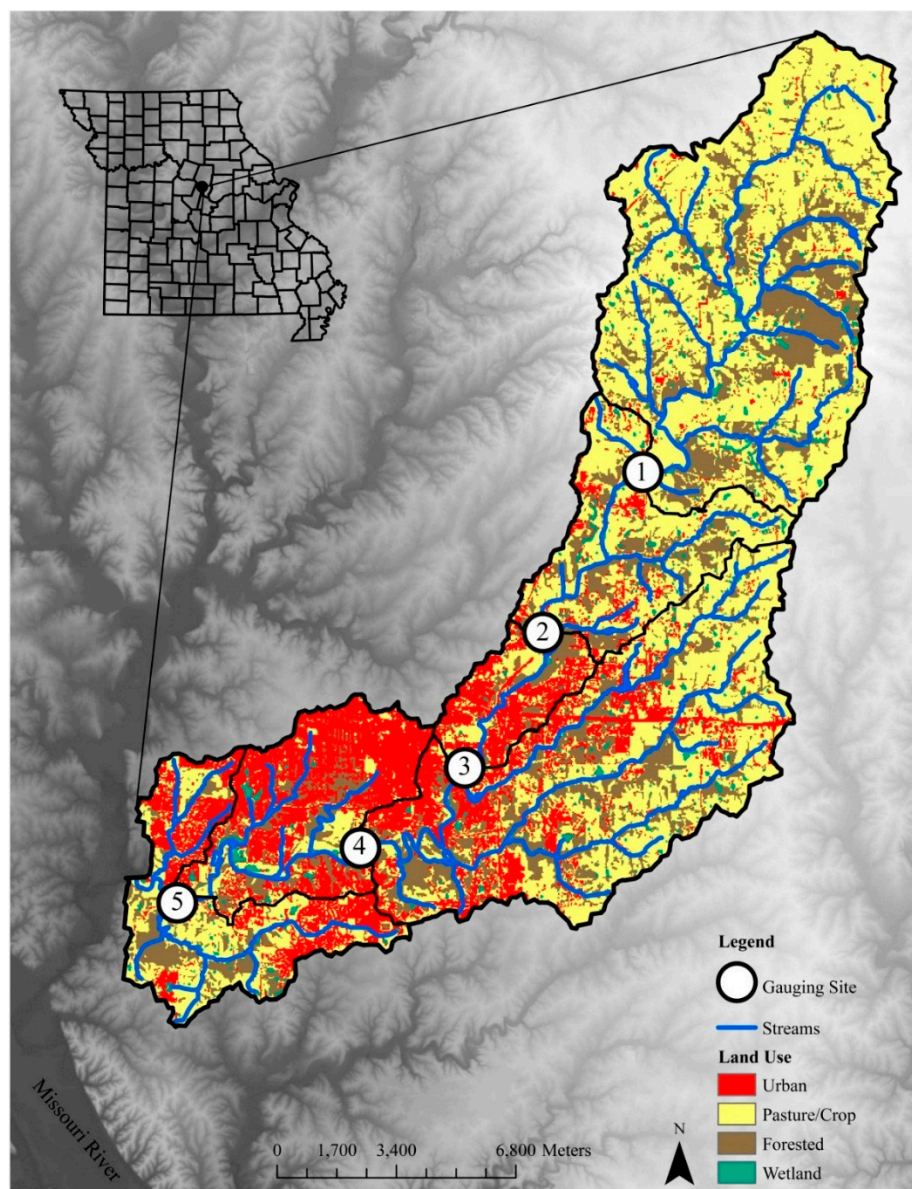 1
2
3
4
5
Legend
Gauging Site
Streams
Land Use
Urban
Pasture/Crop
Forested
Wetland
Missouri River
0 1,700 3,400 6,800 Meters
N